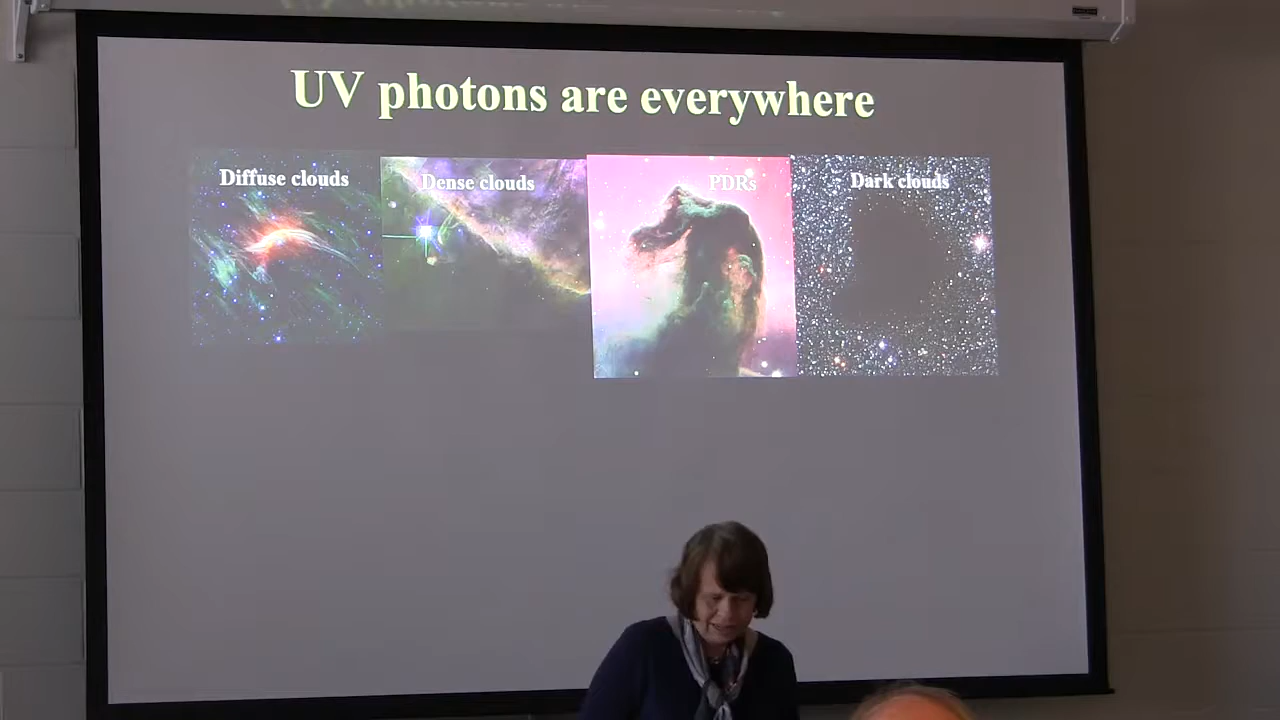 UV photons are everywhere
Diffuse clouds
Dense clouds
PDRs
Dark clouds